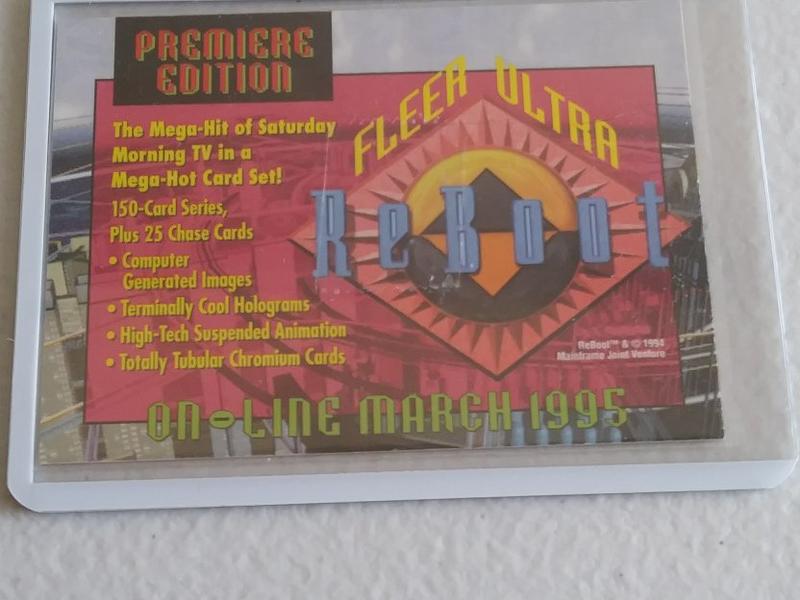 PREMIERE
EDITION
FLEER ULTRA
The Mega-Hit of Saturday
Morning TV in a
Mega-Hot Card Set!
150-Card Series,
Plus 25 Chase Cards
• Computer
Generated Images
• Terminally Cool Holograms
• High-Tech Suspended Animation
• Totally Tubular Chromium Cards
ReBoot
ReBoot™ & © 1994
Mainframe Joint Venture
ON-LINE MARCH 1995